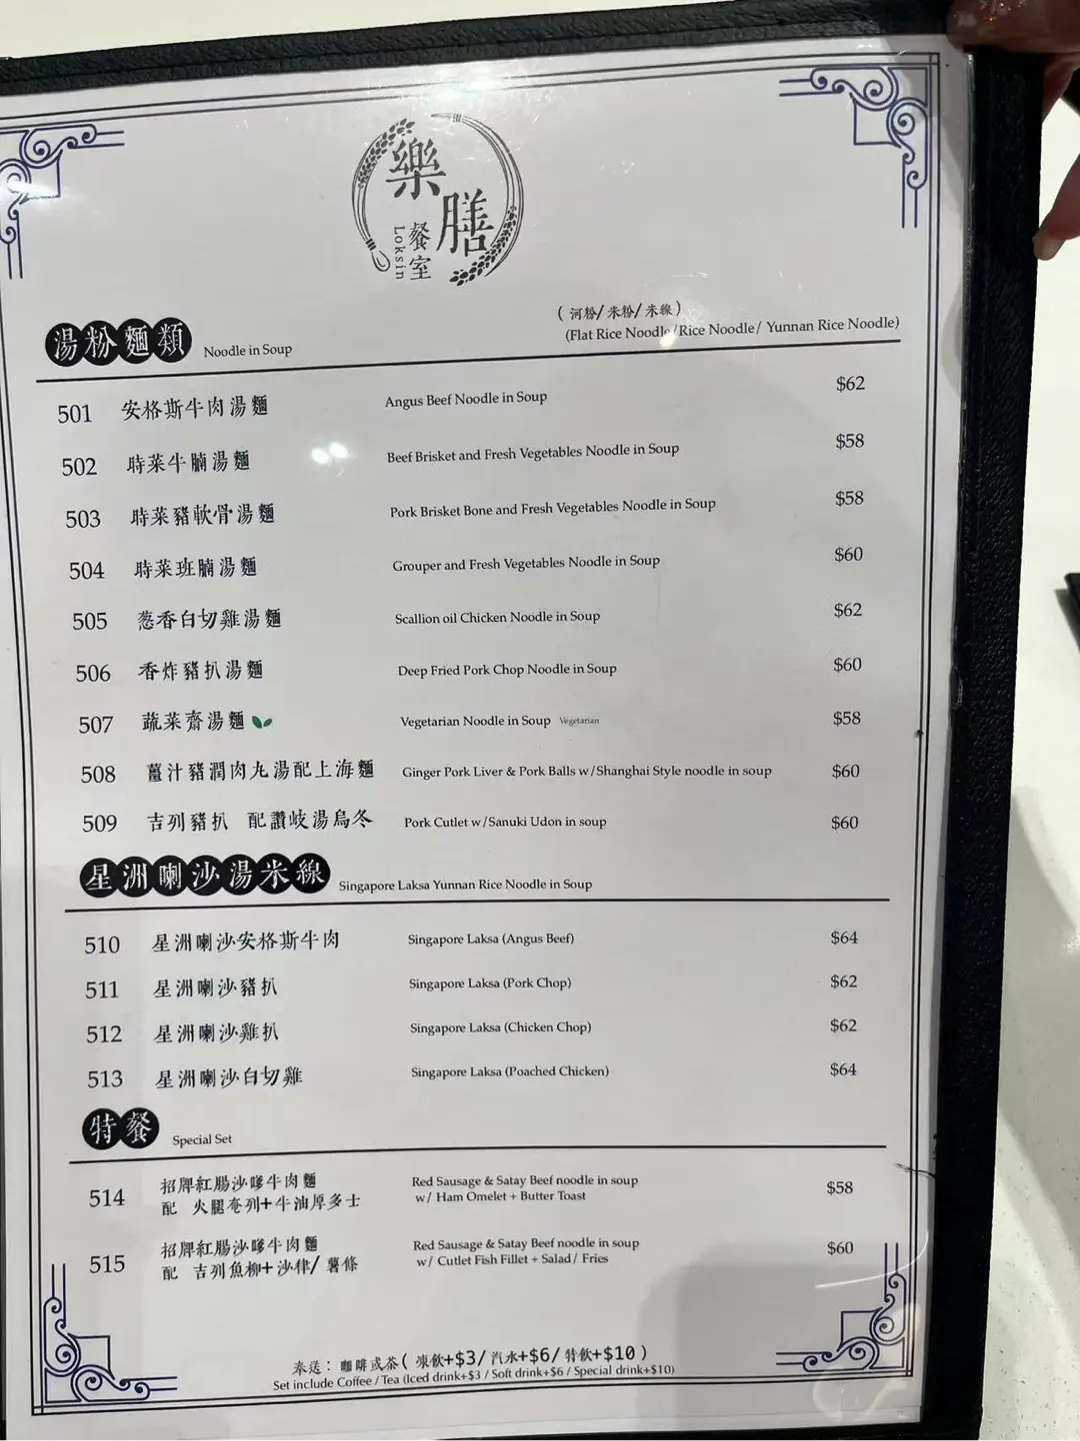 樂膳
餐室
Loksin
湯粉麵類 Noodle in Soup
( 河粉/米粉/米線 )
(Flat Rice Noodle/Rice Noodle/ Yunnan Rice Noodle)
501 安格斯牛肉湯麵 Angus Beef Noodle in Soup $62
502 時菜牛腩湯麵 Beef Brisket and Fresh Vegetables Noodle in Soup $58
503 時菜豬軟骨湯麵 Pork Brisket Bone and Fresh Vegetables Noodle in Soup $58
504 時菜班腩湯麵 Grouper and Fresh Vegetables Noodle in Soup $60
505 葱香白切雞湯麵 Scallion oil Chicken Noodle in Soup $62
506 香炸豬扒湯麵 Deep Fried Pork Chop Noodle in Soup $60
507 蔬菜齋湯麵 Vegetarian Noodle in Soup Vegetarian $58
508 薑汁豬潤肉丸湯配上海麵 Ginger Pork Liver & Pork Balls w/Shanghai Style noodle in soup $60
509 吉列豬扒 配讚岐湯烏冬 Pork Cutlet w/Sanuki Udon in soup $60
星洲喇沙湯米線 Singapore Laksa Yunnan Rice Noodle in Soup
510 星洲喇沙安格斯牛肉 Singapore Laksa (Angus Beef) $64
511 星洲喇沙豬扒 Singapore Laksa (Pork Chop) $62
512 星洲喇沙雞扒 Singapore Laksa (Chicken Chop) $62
513 星洲喇沙白切雞 Singapore Laksa (Poached Chicken) $64
特餐 Special Set
514 招牌紅腸沙嗲牛肉麵 Red Sausage & Satay Beef noodle in soup $58
配 火腿奄列+牛油厚多士 w/ Ham Omelet + Butter Toast
515 招牌紅腸沙嗲牛肉麵 Red Sausage & Satay Beef noodle in soup $60
配 吉列魚柳+沙律/ 薯條 w/ Cutlet Fish Fillet + Salad/ Fries
奉送： 咖啡或茶( 凍飲+$3/ 汽水+$6/ 特飲+$10 )
Set include Coffee / Tea (Iced drink+$3 / Soft drink+$6 / Special drink+$10)